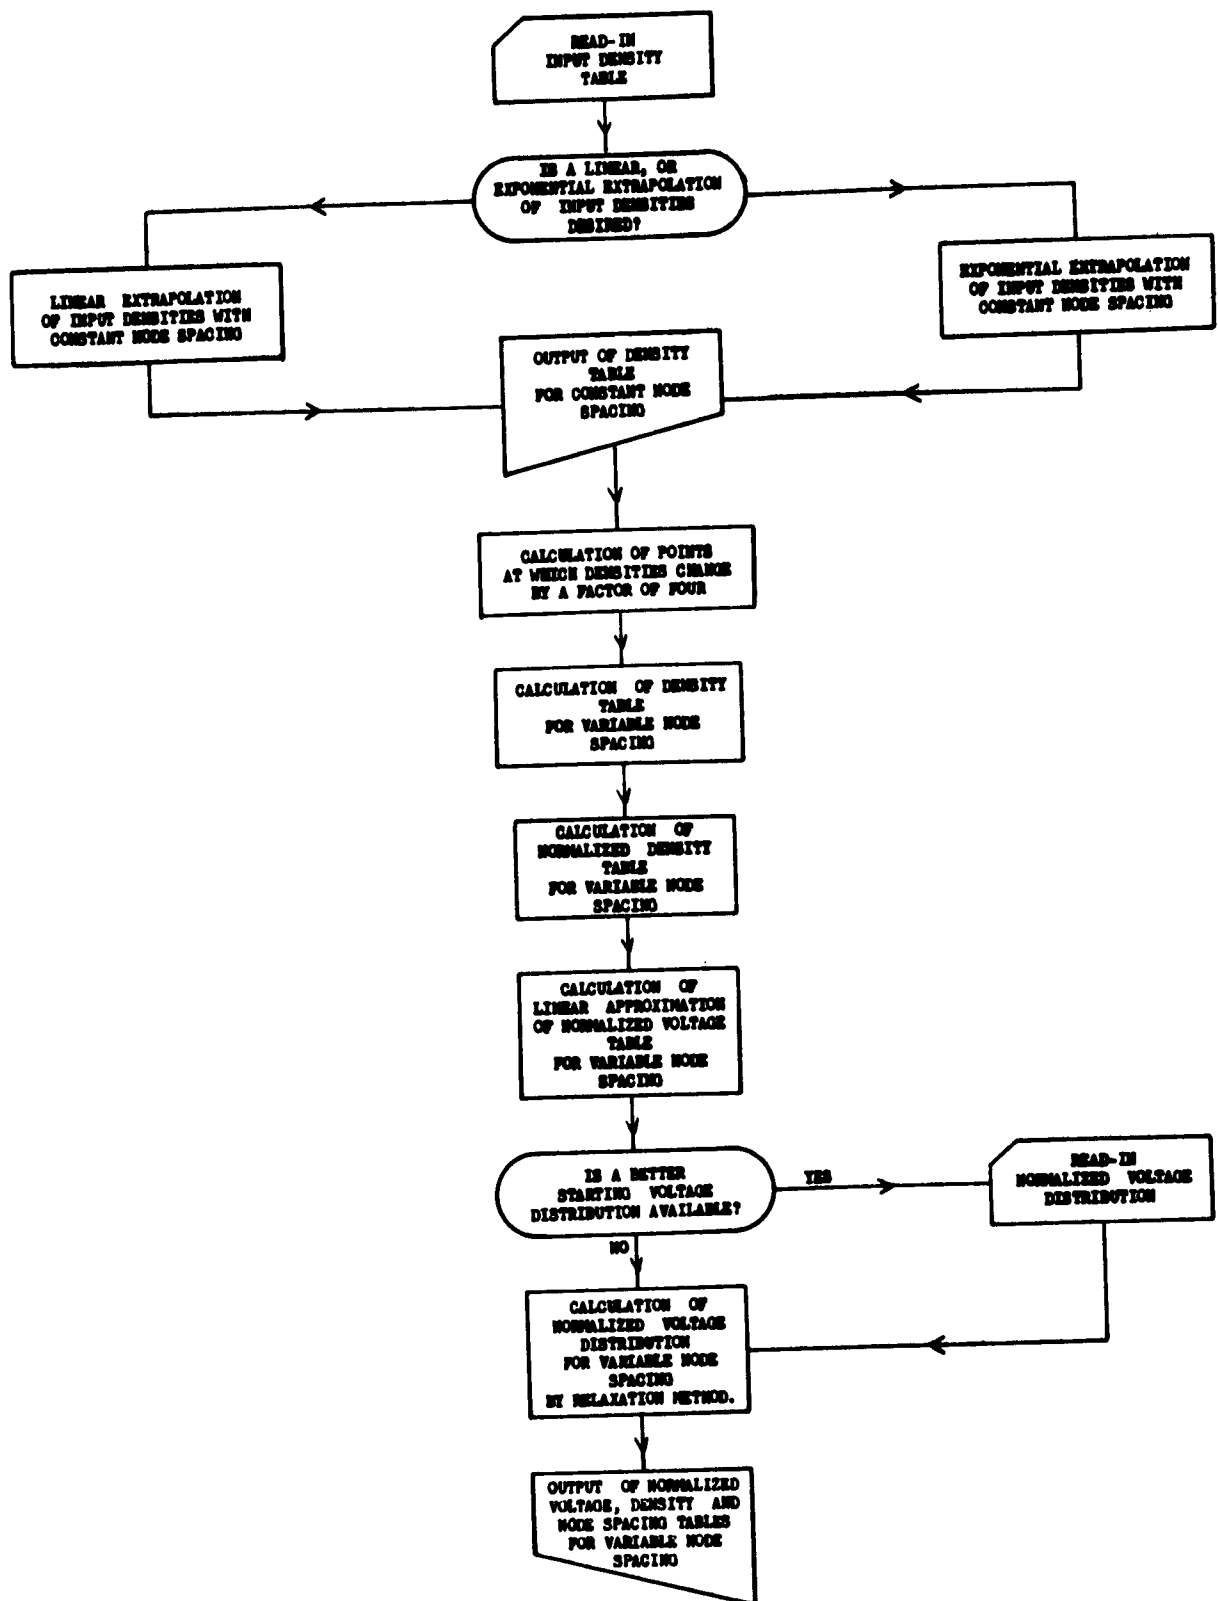 READ-IN
INPUT DENSITY
TABLE
IS A LINEAR, OR
EXPONENTIAL EXTRAPOLATION
OF INPUT DENSITIES
DESIRED?
LINEAR EXTRAPOLATION
OF INPUT DENSITIES WITH
CONSTANT NODE SPACING
EXPONENTIAL EXTRAPOLATION
OF INPUT DENSITIES WITH
CONSTANT NODE SPACING
OUTPUT OF DENSITY
TABLE
FOR CONSTANT NODE
SPACING
CALCULATION OF POINTS
AT WHICH DENSITIES CHANGE
BY A FACTOR OF FOUR
CALCULATION OF DENSITY
TABLE
FOR VARIABLE NODE
SPACING
CALCULATION OF
NORMALIZED DENSITY
TABLE
FOR VARIABLE NODE
SPACING
CALCULATION OF
LINEAR APPROXIMATION
OF NORMALIZED VOLTAGE
TABLE
FOR VARIABLE NODE
SPACING
IS A BETTER
STARTING VOLTAGE
DISTRIBUTION AVAILABLE?
YES
READ-IN
NORMALIZED VOLTAGE
DISTRIBUTION
NO
CALCULATION OF
NORMALIZED VOLTAGE
DISTRIBUTION
FOR VARIABLE NODE
SPACING
BY RELAXATION METHOD.
OUTPUT OF NORMALIZED
VOLTAGE, DENSITY AND
NODE SPACING TABLES
FOR VARIABLE NODE
SPACING